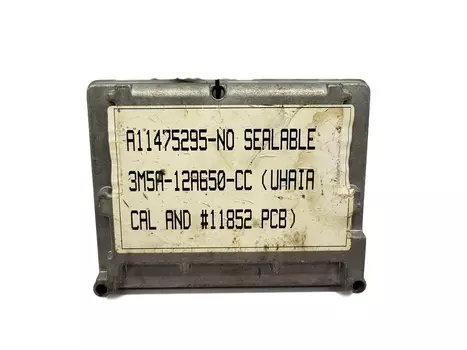 A11475295-NO SEALABLE
3M5A-12A650-CC (UHAIA
CAL AND #11852 PCB)